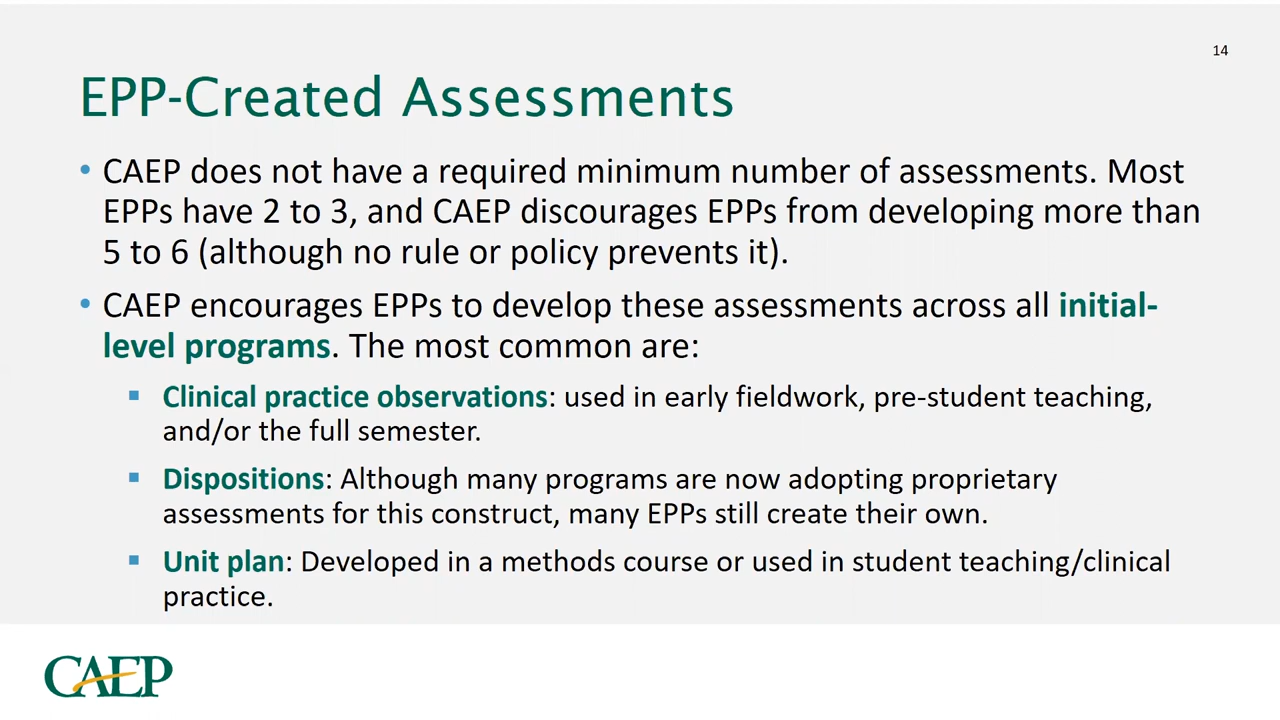 14
EPP-Created Assessments
• CAEP does not have a required minimum number of assessments. Most
EPPs have 2 to 3, and CAEP discourages EPPs from developing more than
5 to 6 (although no rule or policy prevents it).
• CAEP encourages EPPs to develop these assessments across all initial-
level programs. The most common are:
▪ Clinical practice observations: used in early fieldwork, pre-student teaching,
and/or the full semester.
▪ Dispositions: Although many programs are now adopting proprietary
assessments for this construct, many EPPs still create their own.
▪ Unit plan: Developed in a methods course or used in student teaching/clinical
practice.
CAEP